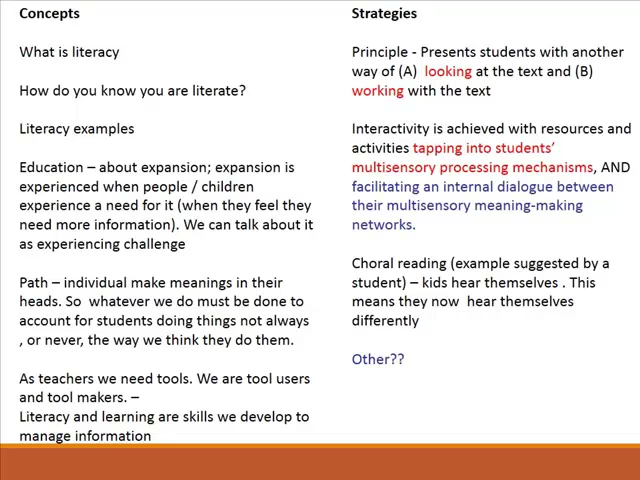 Concepts
What is literacy
How do you know you are literate?
Literacy examples
Education – about expansion; expansion is
experienced when people / children
experience a need for it (when they feel they
need more information). We can talk about it
as experiencing challenge
Path – individual make meanings in their
heads. So  whatever we do must be done to
account for students doing things not always
, or never, the way we think they do them.
As teachers we need tools. We are tool users
and tool makers. –
Literacy and learning are skills we develop to
manage information
Strategies
Principle - Presents students with another
way of (A)  looking at the text and (B)
working with the text
Interactivity is achieved with resources and
activities tapping into students’
multisensory processing mechanisms, AND
facilitating an internal dialogue between
their multisensory meaning-making
networks.
Choral reading (example suggested by a
student) – kids hear themselves . This
means they now  hear themselves
differently
Other??